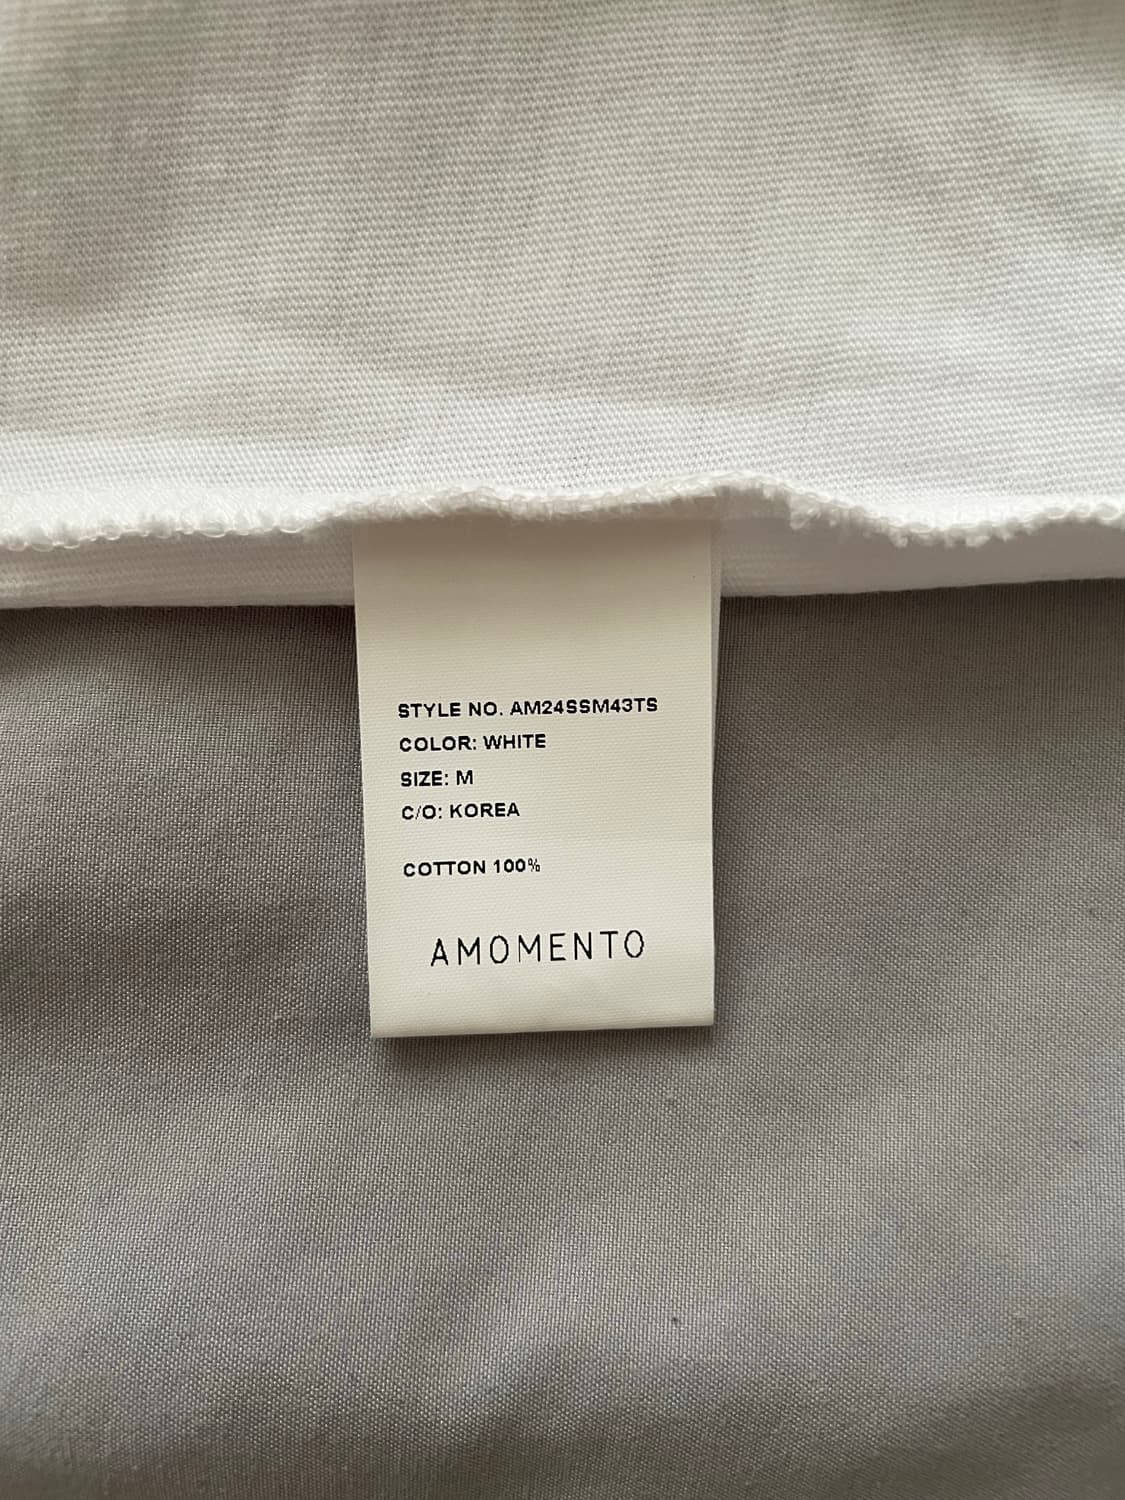 STYLE NO. AM24SSM43TS
COLOR: WHITE
SIZE: M
C/O: KOREA
COTTON 100%
AMOMENTO